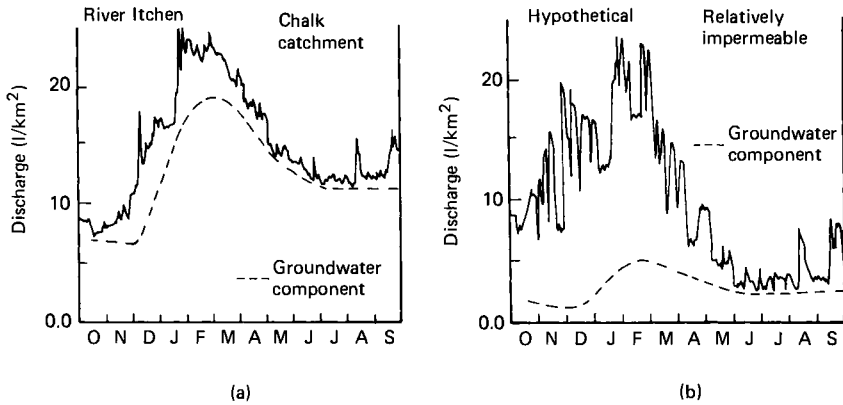 River Itchen
Chalk
catchment
Discharge (l/km²)
20
10
0.0
Groundwater
component
O N D J F M A M J J A S
(a)
Hypothetical
Relatively
impermeable
Discharge (l/km²)
20
10
0.0
Groundwater
component
O N D J F M A M J J A S
(b)